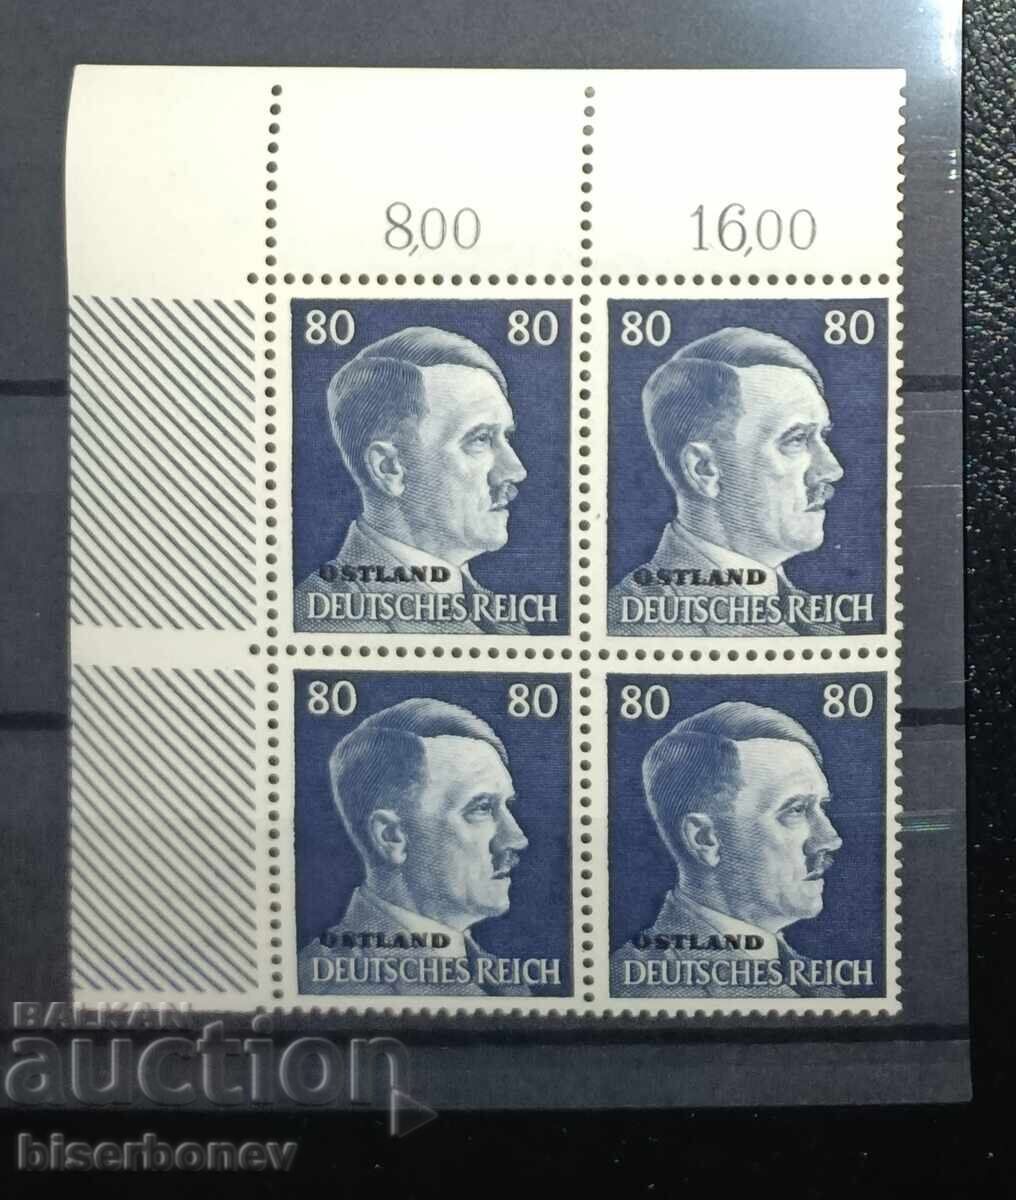 8,00 16,00
80 80 80 80
OSTLAND OSTLAND
DEUTSCHES REICH DEUTSCHES REICH
80 80 80 80
OSTLAND OSTLAND
DEUTSCHES REICH DEUTSCHES REICH
BALKAN
auction
biserbonev